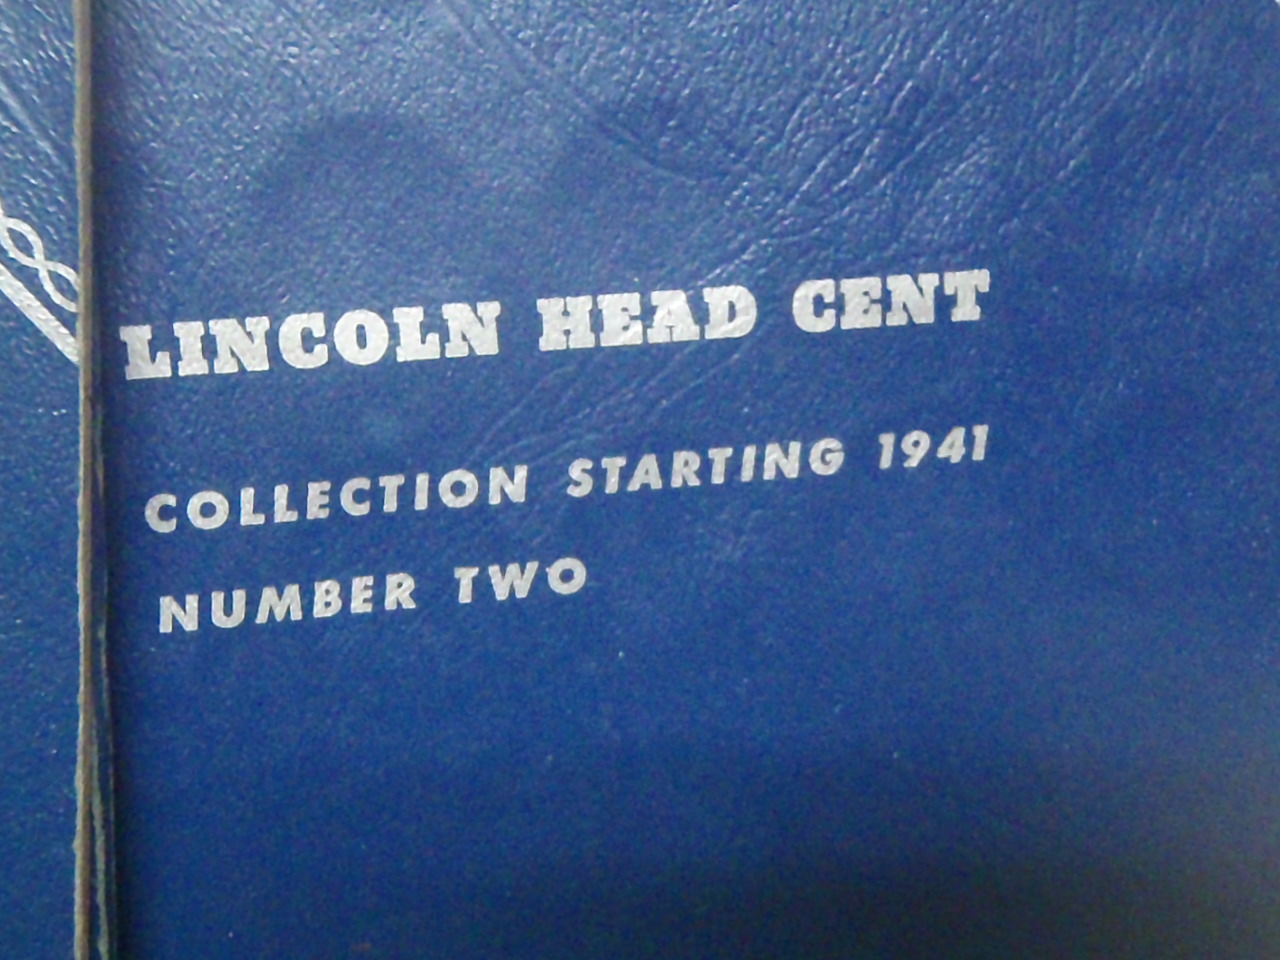 LINCOLN HEAD CENT
COLLECTION STARTING 1941
NUMBER TWO